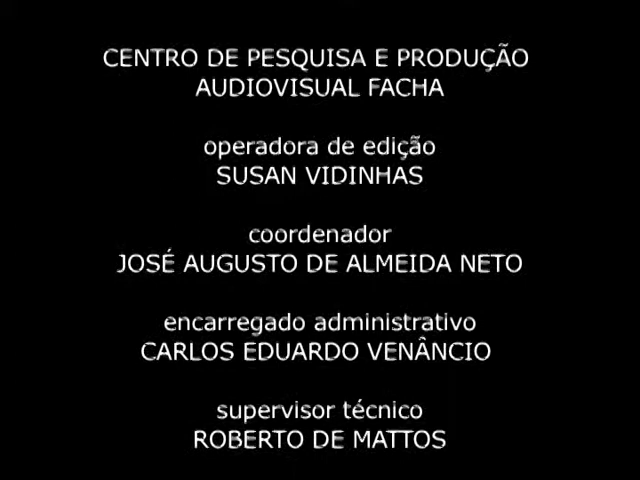 CENTRO DE PESQUISA E PRODUÇÃO
AUDIOVISUAL FACHA
operadora de edição
SUSAN VIDINHAS
coordenador
JOSÉ AUGUSTO DE ALMEIDA NETO
encarregado administrativo
CARLOS EDUARDO VENÂNCIO
supervisor técnico
ROBERTO DE MATTOS